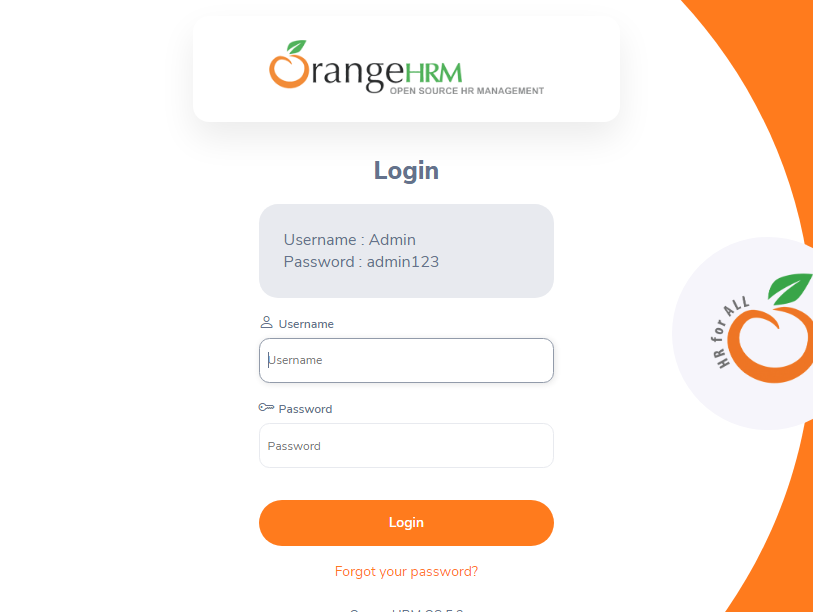 OrangeHRM
OPEN SOURCE HR MANAGEMENT
Login
Username : Admin
Password : admin123
Username
Username
Password
Password
Login
Forgot your password?
HR for ALL